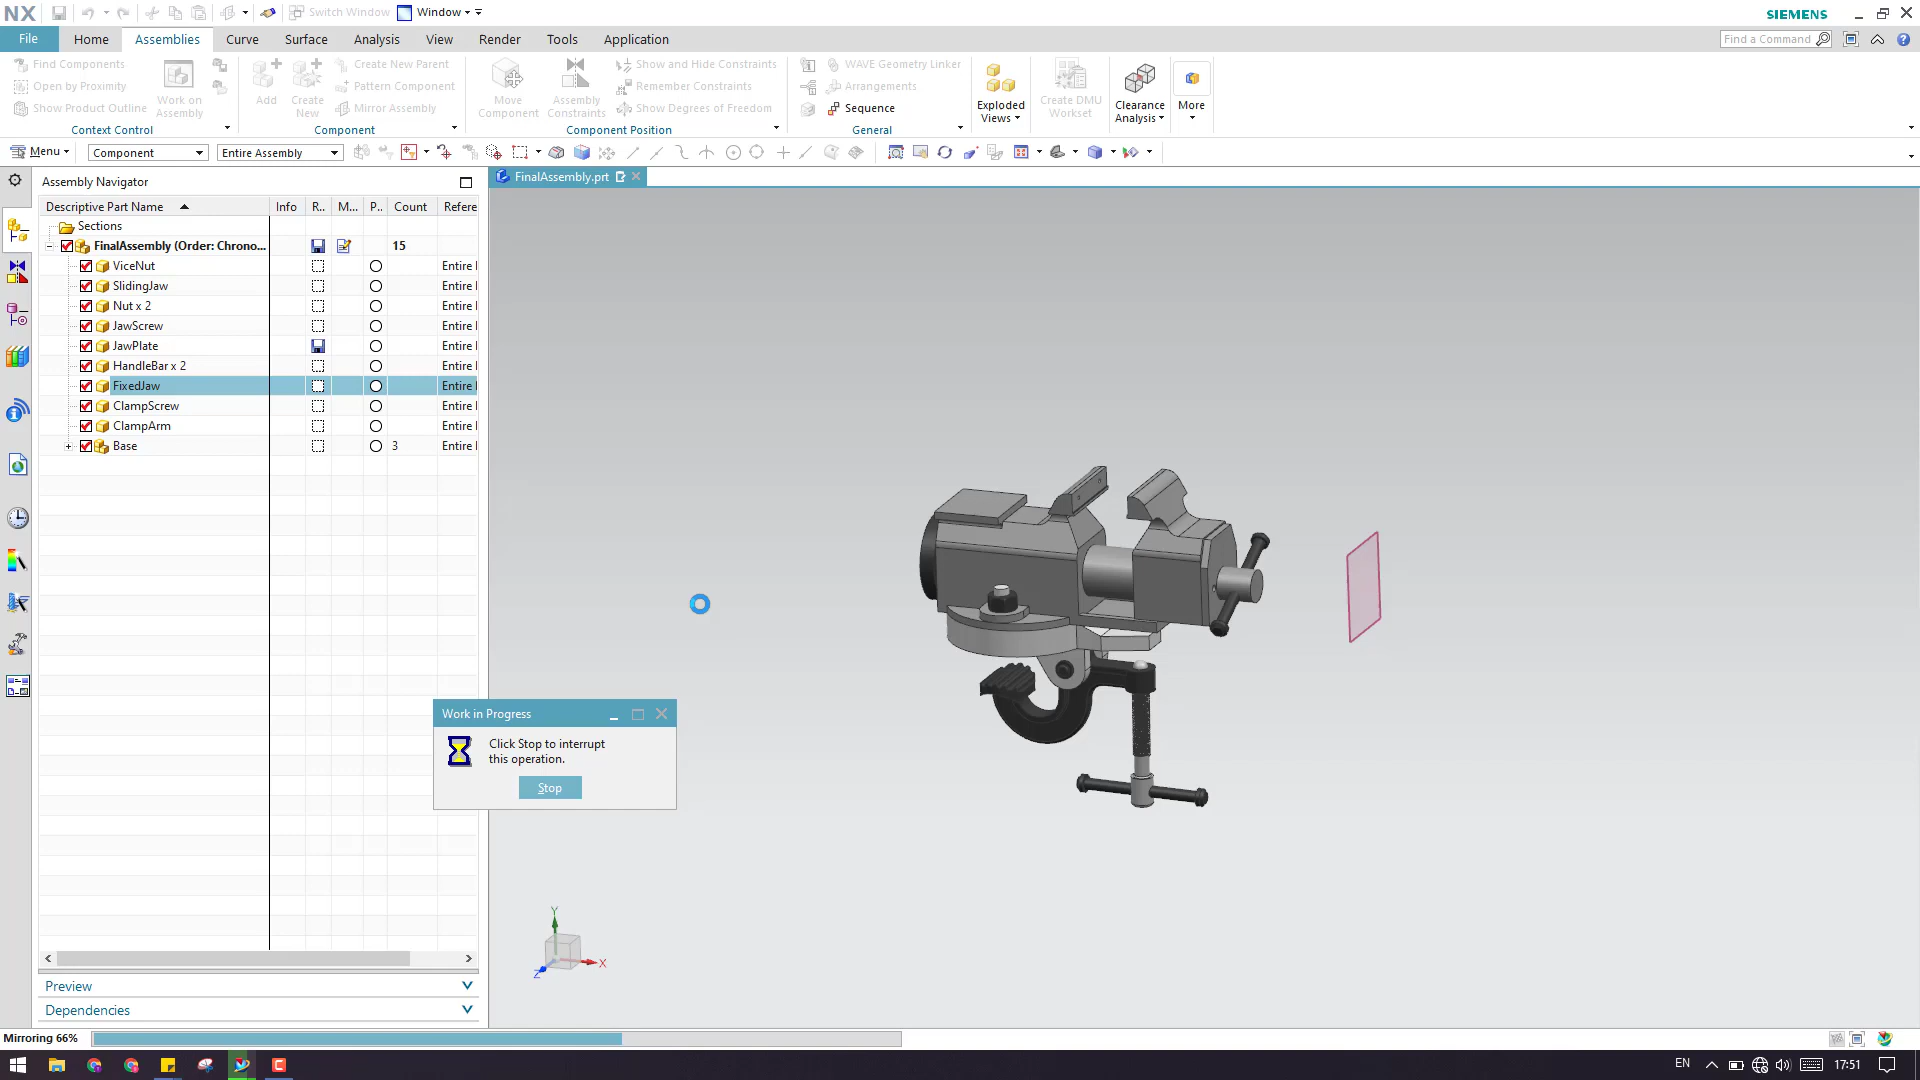 NX
Switch Window
Window
SIEMENS
File
Home
Assemblies
Curve
Surface
Analysis
View
Render
Tools
Application
Find a Command
Find Components
Open by Proximity
Show Product Outline
Work on
Assembly
Context Control
Add
Create
New
Create New Parent
Pattern Component
Mirror Assembly
Component
Move
Component
Assembly
Constraints
Show and Hide Constraints
Remember Constraints
Show Degrees of Freedom
Component Position
WAVE Geometry Linker
Arrangements
Sequence
General
Exploded
Views
Create DMU
Workset
Clearance
Analysis
More
Menu
Component
Entire Assembly
Assembly Navigator
FinalAssembly.prt
Descriptive Part Name
Info
R..
M...
P..
Count
Refere
Sections
FinalAssembly (Order: Chrono...
15
ViceNut
Entire
SlidingJaw
Entire
Nut x 2
Entire
JawScrew
Entire
JawPlate
Entire
HandleBar x 2
Entire
FixedJaw
Entire
ClampScrew
Entire
ClampArm
Entire
Base
3
Entire
Work in Progress
Click Stop to interrupt
this operation.
Stop
Y
X
Z
Preview
Dependencies
Mirroring 66%
EN
17:51